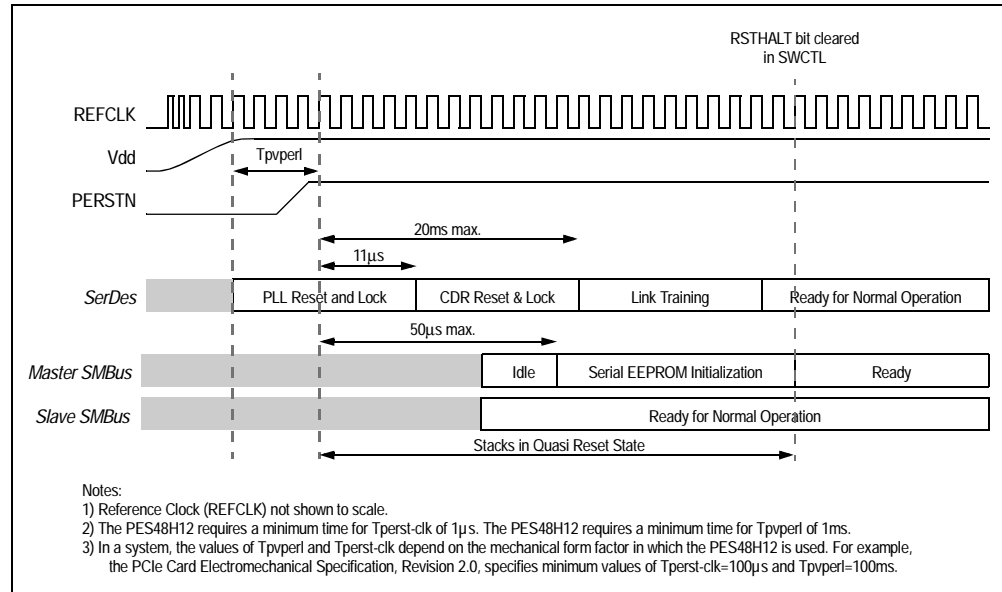 RSTHALT bit cleared
in SWCTL
REFCLK
Vdd
Tpvperl
PERSTN
20ms max.
11μs
SerDes
PLL Reset and Lock
CDR Reset & Lock
Link Training
Ready for Normal Operation
50μs max.
Master SMBus
Idle
Serial EEPROM Initialization
Ready
Slave SMBus
Ready for Normal Operation
Stacks in Quasi Reset State
Notes:
1) Reference Clock (REFCLK) not shown to scale.
2) The PES48H12 requires a minimum time for Tperst-clk of 1μs. The PES48H12 requires a minimum time for Tpvperl of 1ms.
3) In a system, the values of Tpvperl and Tperst-clk depend on the mechanical form factor in which the PES48H12 is used. For example,
the PCIe Card Electromechanical Specification, Revision 2.0, specifies minimum values of Tperst-clk=100μs and Tpvperl=100ms.